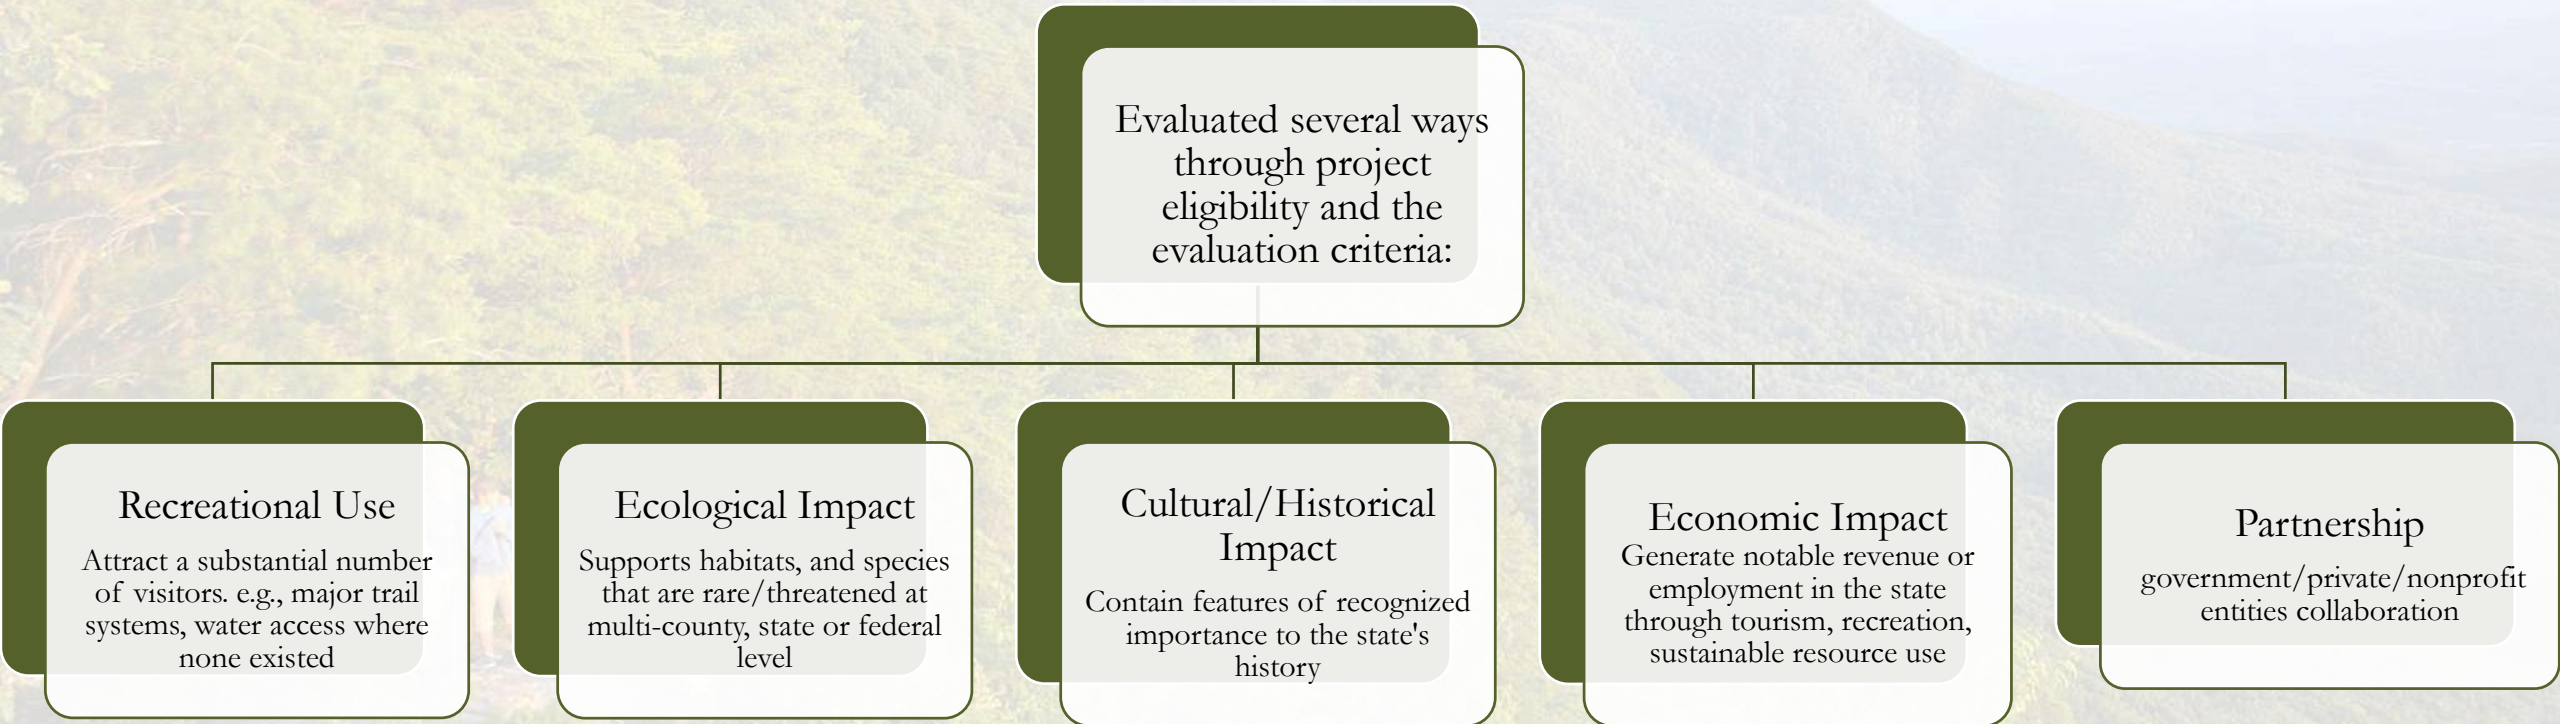 Evaluated several ways
through project
eligibility and the
evaluation criteria:
Recreational Use
Attract a substantial number
of visitors. e.g., major trail
systems, water access where
none existed
Ecological Impact
Supports habitats, and species
that are rare/threatened at
multi-county, state or federal
level
Cultural/Historical
Impact
Contain features of recognized
importance to the state's
history
Economic Impact
Generate notable revenue or
employment in the state
through tourism, recreation,
sustainable resource use
Partnership
government/private/nonprofit
entities collaboration